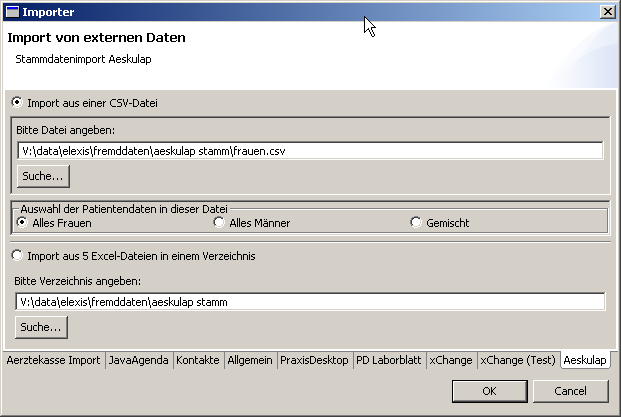 Importer
Import von externen Daten
Stammdatenimport Aeskulap
Import aus einer CSV-Datei
Bitte Datei angeben:
V:\data\elexis\fremddaten\aeskulap stamm\frauen.csv
Suche...
Auswahl der Patientendaten in dieser Datei
Alles Frauen Alles Männer Gemischt
Import aus 5 Excel-Dateien in einem Verzeichnis
Bitte Verzeichnis angeben:
V:\data\elexis\fremddaten\aeskulap stamm
Suche...
Aerztekasse Import JavaAgenda Kontakte Allgemein PraxisDesktop PD Laborblatt xChange xChange (Test) Aeskulap
OK Cancel